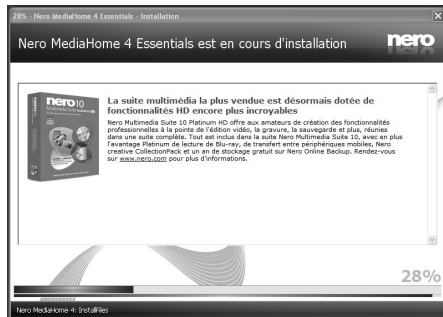 28% - Nero MediaHome 4 Essentials - Installation
Nero MediaHome 4 Essentials est en cours d'installation
nero
nero 10
La suite multimédia la plus vendue est désormais dotée de
fonctionnalités HD encore plus incroyables
Nero Multimedia Suite 10 Platinum HD offre aux amateurs de création des fonctionnalités
professionnelles à la pointe de l'édition vidéo, la gravure, la sauvegarde et plus, réunies
dans une suite complète. Tout est inclus dans la suite Multimedia Suite 10, avec en plus
l'avantage Platinum de lecture de Blu-ray, de transfert entre périphériques mobiles, Nero
creative CollectionPack et un an de stockage gratuit sur Nero Online Backup. Rendez-vous
sur www.nero.com pour plus d'informations.
28%
Nero MediaHome 4: InstallFiles